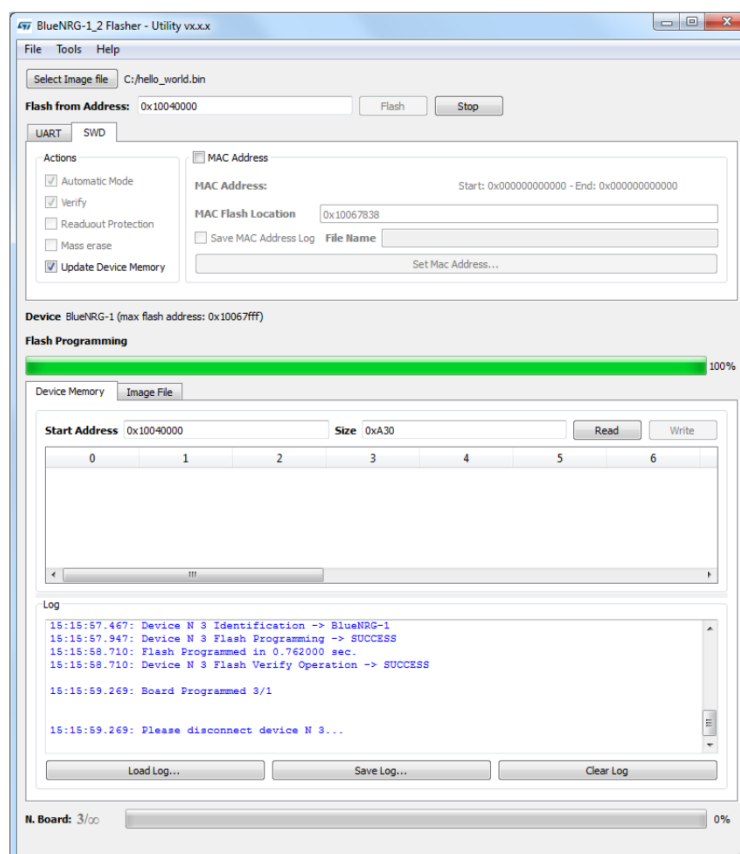 BlueNRG-1_2 Flasher - Utility vx.x.x
File Tools Help
Select Image file C:/hello_world.bin
Flash from Address: 0x10040000 Flash Stop
UART SWD
Actions
Automatic Mode
Verify
Readout Protection
Mass erase
Update Device Memory
MAC Address
MAC Address: Start: 0x000000000000 - End: 0x000000000000
MAC Flash Location 0x10067838
Save MAC Address Log File Name
Set Mac Address...
Device BlueNRG-1 (max flash address: 0x10067fff)
Flash Programming
100%
Device Memory Image File
Start Address 0x10040000 Size 0xA30 Read Write
0 1 2 3 4 5 6
Log
15:15:57.467: Device N 3 Identification -> BlueNRG-1
15:15:57.947: Device N 3 Flash Programming -> SUCCESS
15:15:58.710: Flash Programmed in 0.762000 sec.
15:15:58.710: Device N 3 Flash Verify Operation -> SUCCESS
15:15:59.269: Board Programmed 3/1
15:15:59.269: Please disconnect device N 3...
Load Log... Save Log... Clear Log
N. Board: 3/∞ 0%